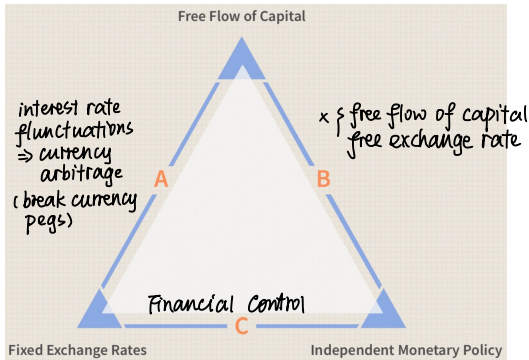 Free Flow of Capital
interest rate
flunctuations
⇒ currency
arbitrage
(break currency
pegs)
x { free flow of capital
free exchange rate
A
B
Financial Control
C
Fixed Exchange Rates
Independent Monetary Policy